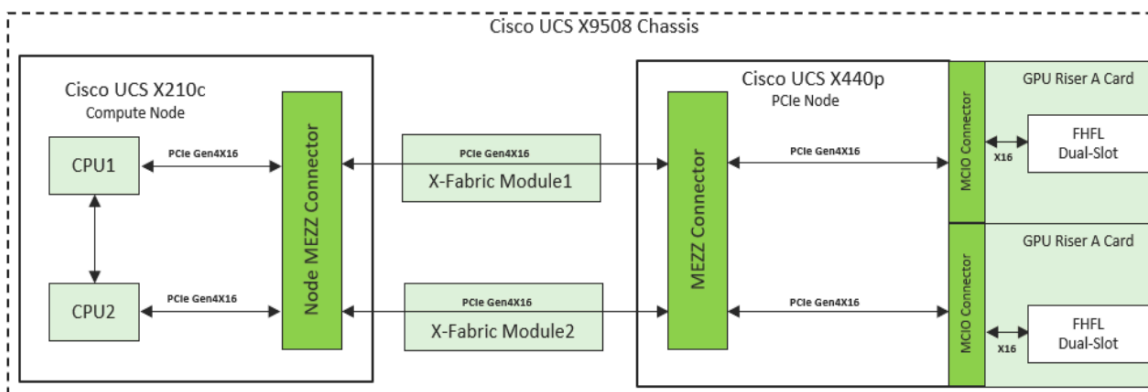 Cisco UCS X9508 Chassis
Cisco UCS X210c
Compute Node
CPU1
CPU2
PCIe Gen4X16
PCIe Gen4X16
Node MEZZ Connector
PCIe Gen4X16
X-Fabric Module1
PCIe Gen4X16
X-Fabric Module2
Cisco UCS X440p
PCIe Node
MEZZ Connector
PCIe Gen4X16
PCIe Gen4X16
MCIO Connector
GPU Riser A Card
X16
FHFL
Dual-Slot
MCIO Connector
GPU Riser A Card
X16
FHFL
Dual-Slot